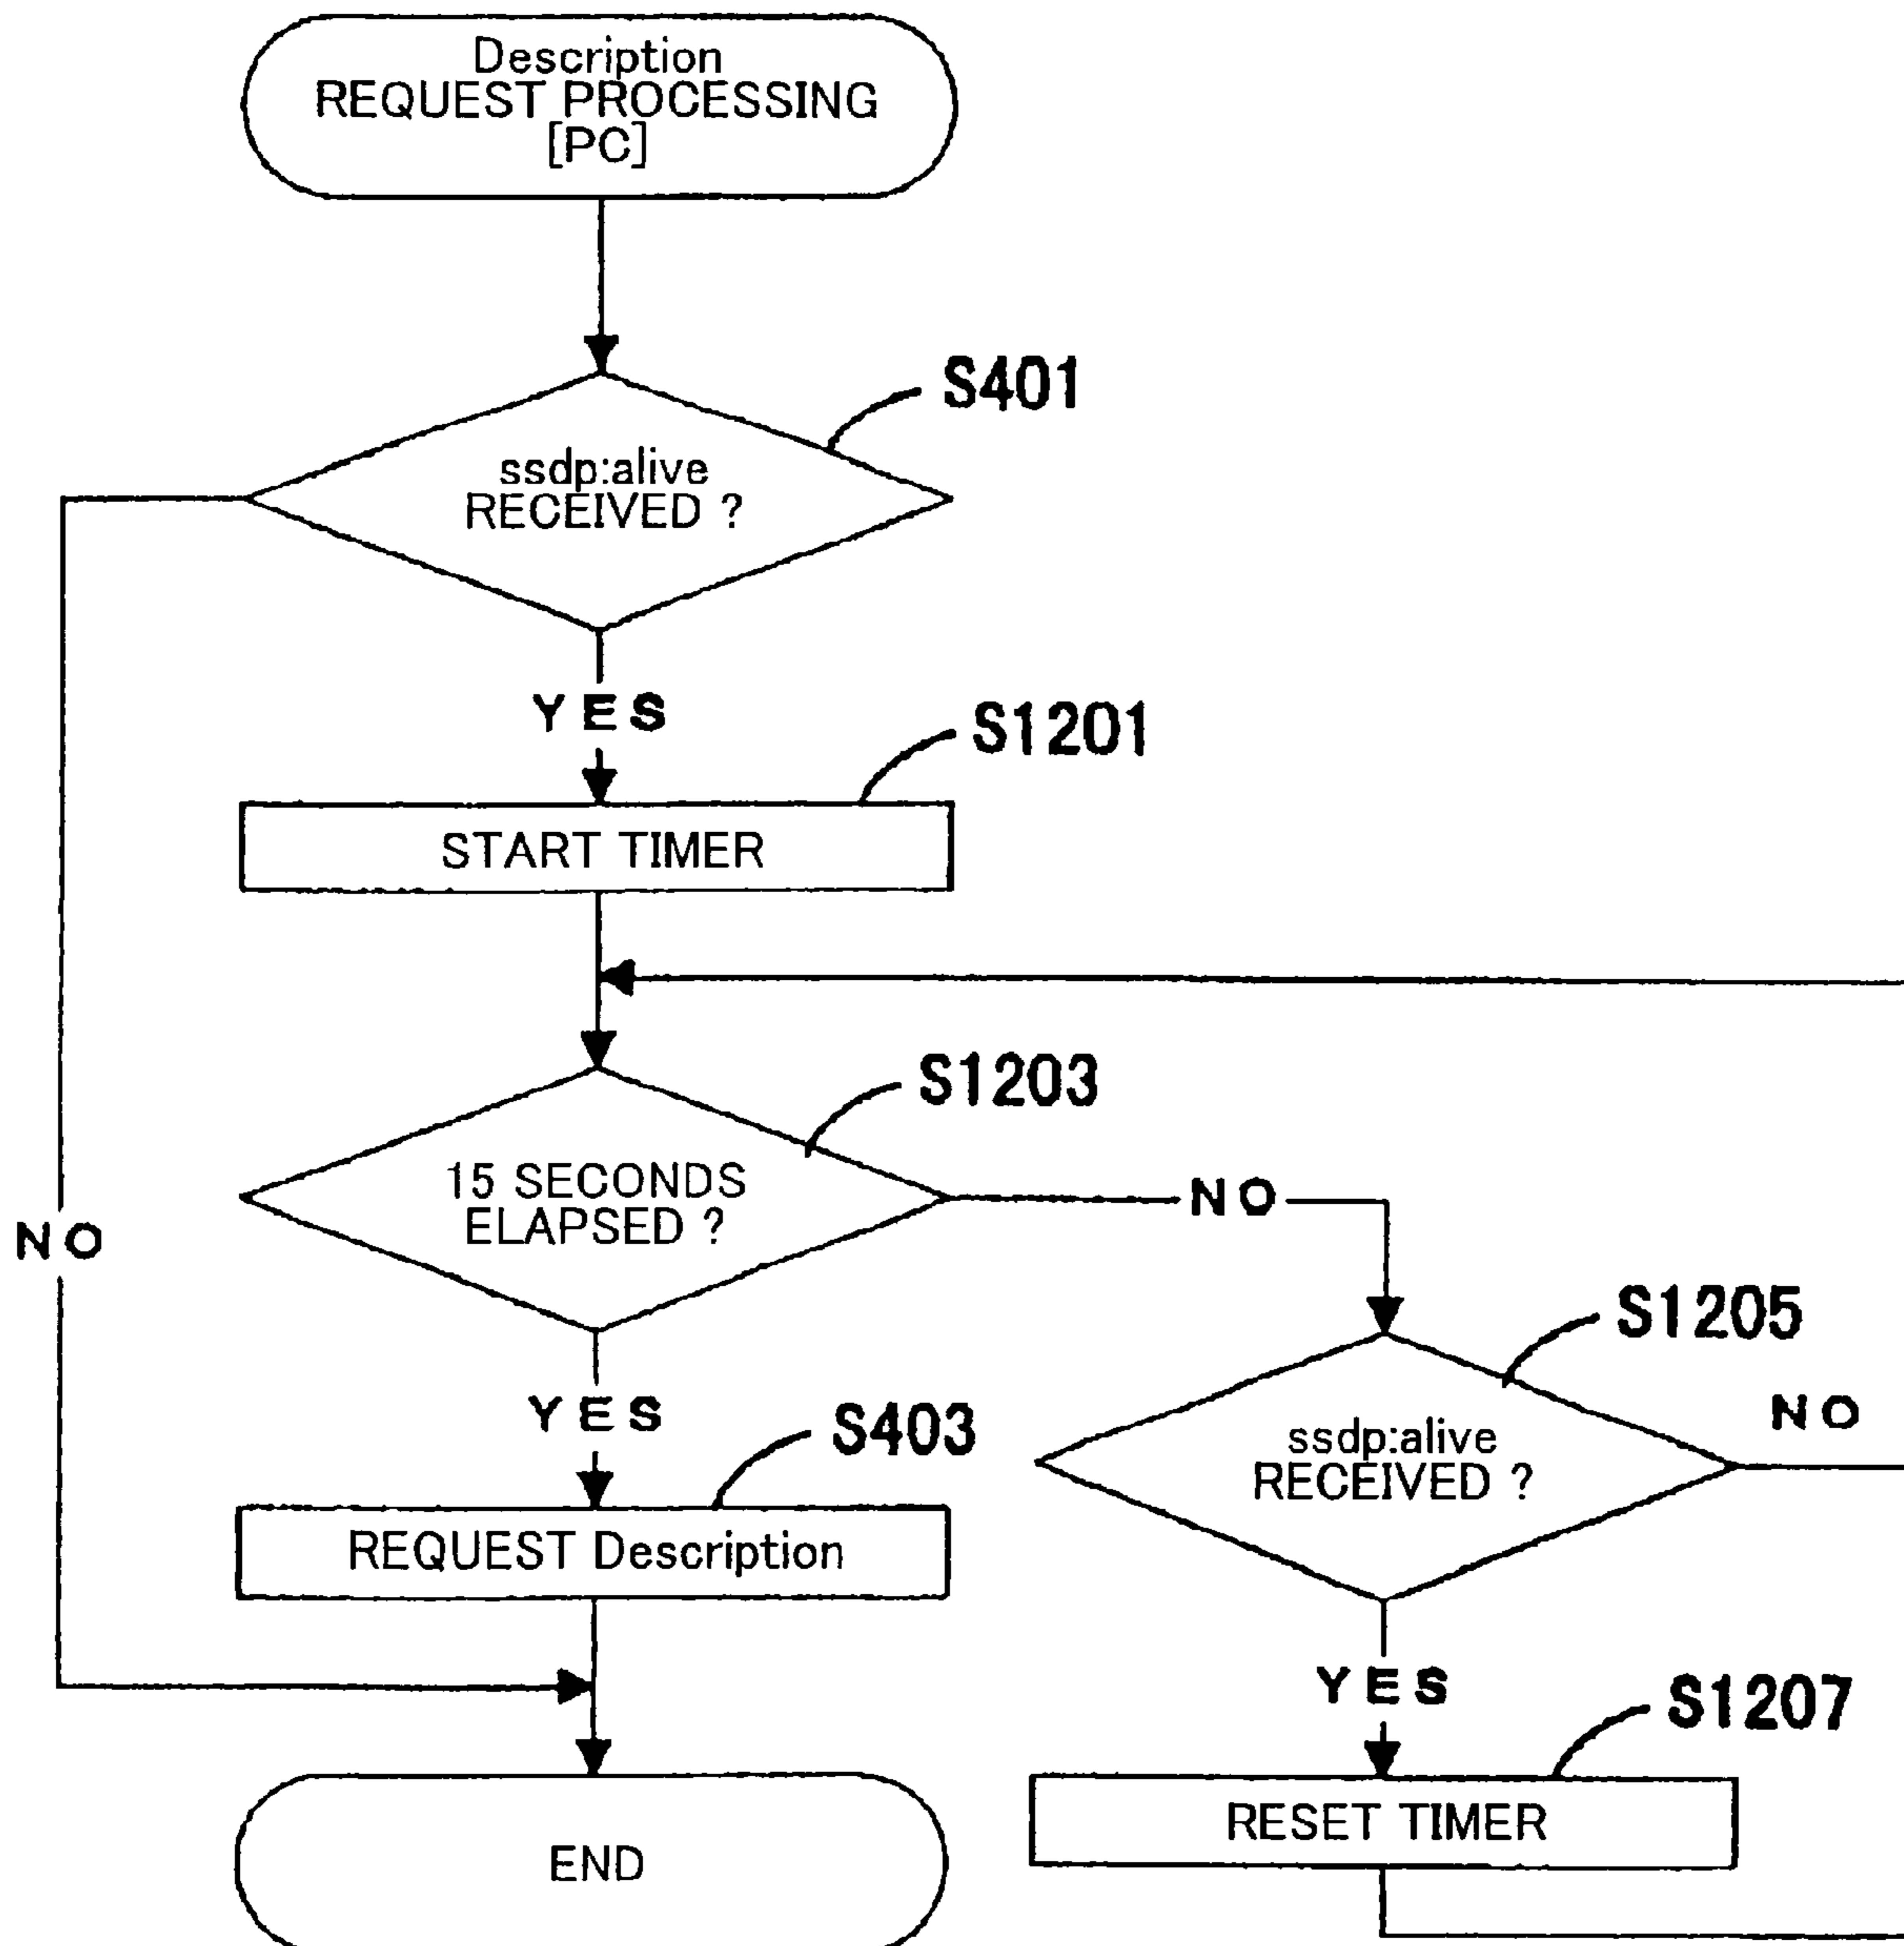 Description
REQUEST PROCESSING
[PC]
S401
ssdp:alive
RECEIVED ?
YES
S1201
START TIMER
S1203
15 SECONDS
ELAPSED ?
NO
NO
S1205
YES
S403
ssdp:alive
RECEIVED ?
NO
REQUEST Description
YES
S1207
RESET TIMER
END